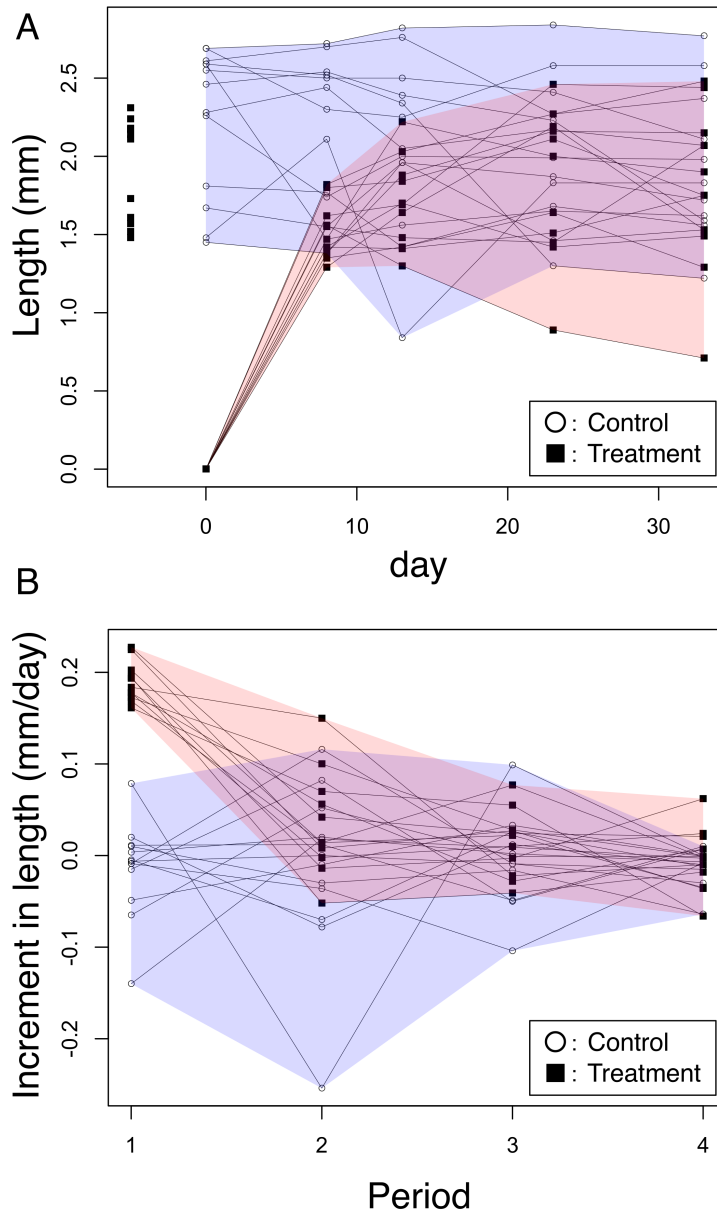 A
Length (mm)
2.5
2.0
1.5
1.0
0.5
0.0
○: Control
■: Treatment
0 10 20 30
day
B
Increment in length (mm/day)
0.2
0.1
0.0
-0.1
-0.2
○: Control
■: Treatment
1 2 3 4
Period